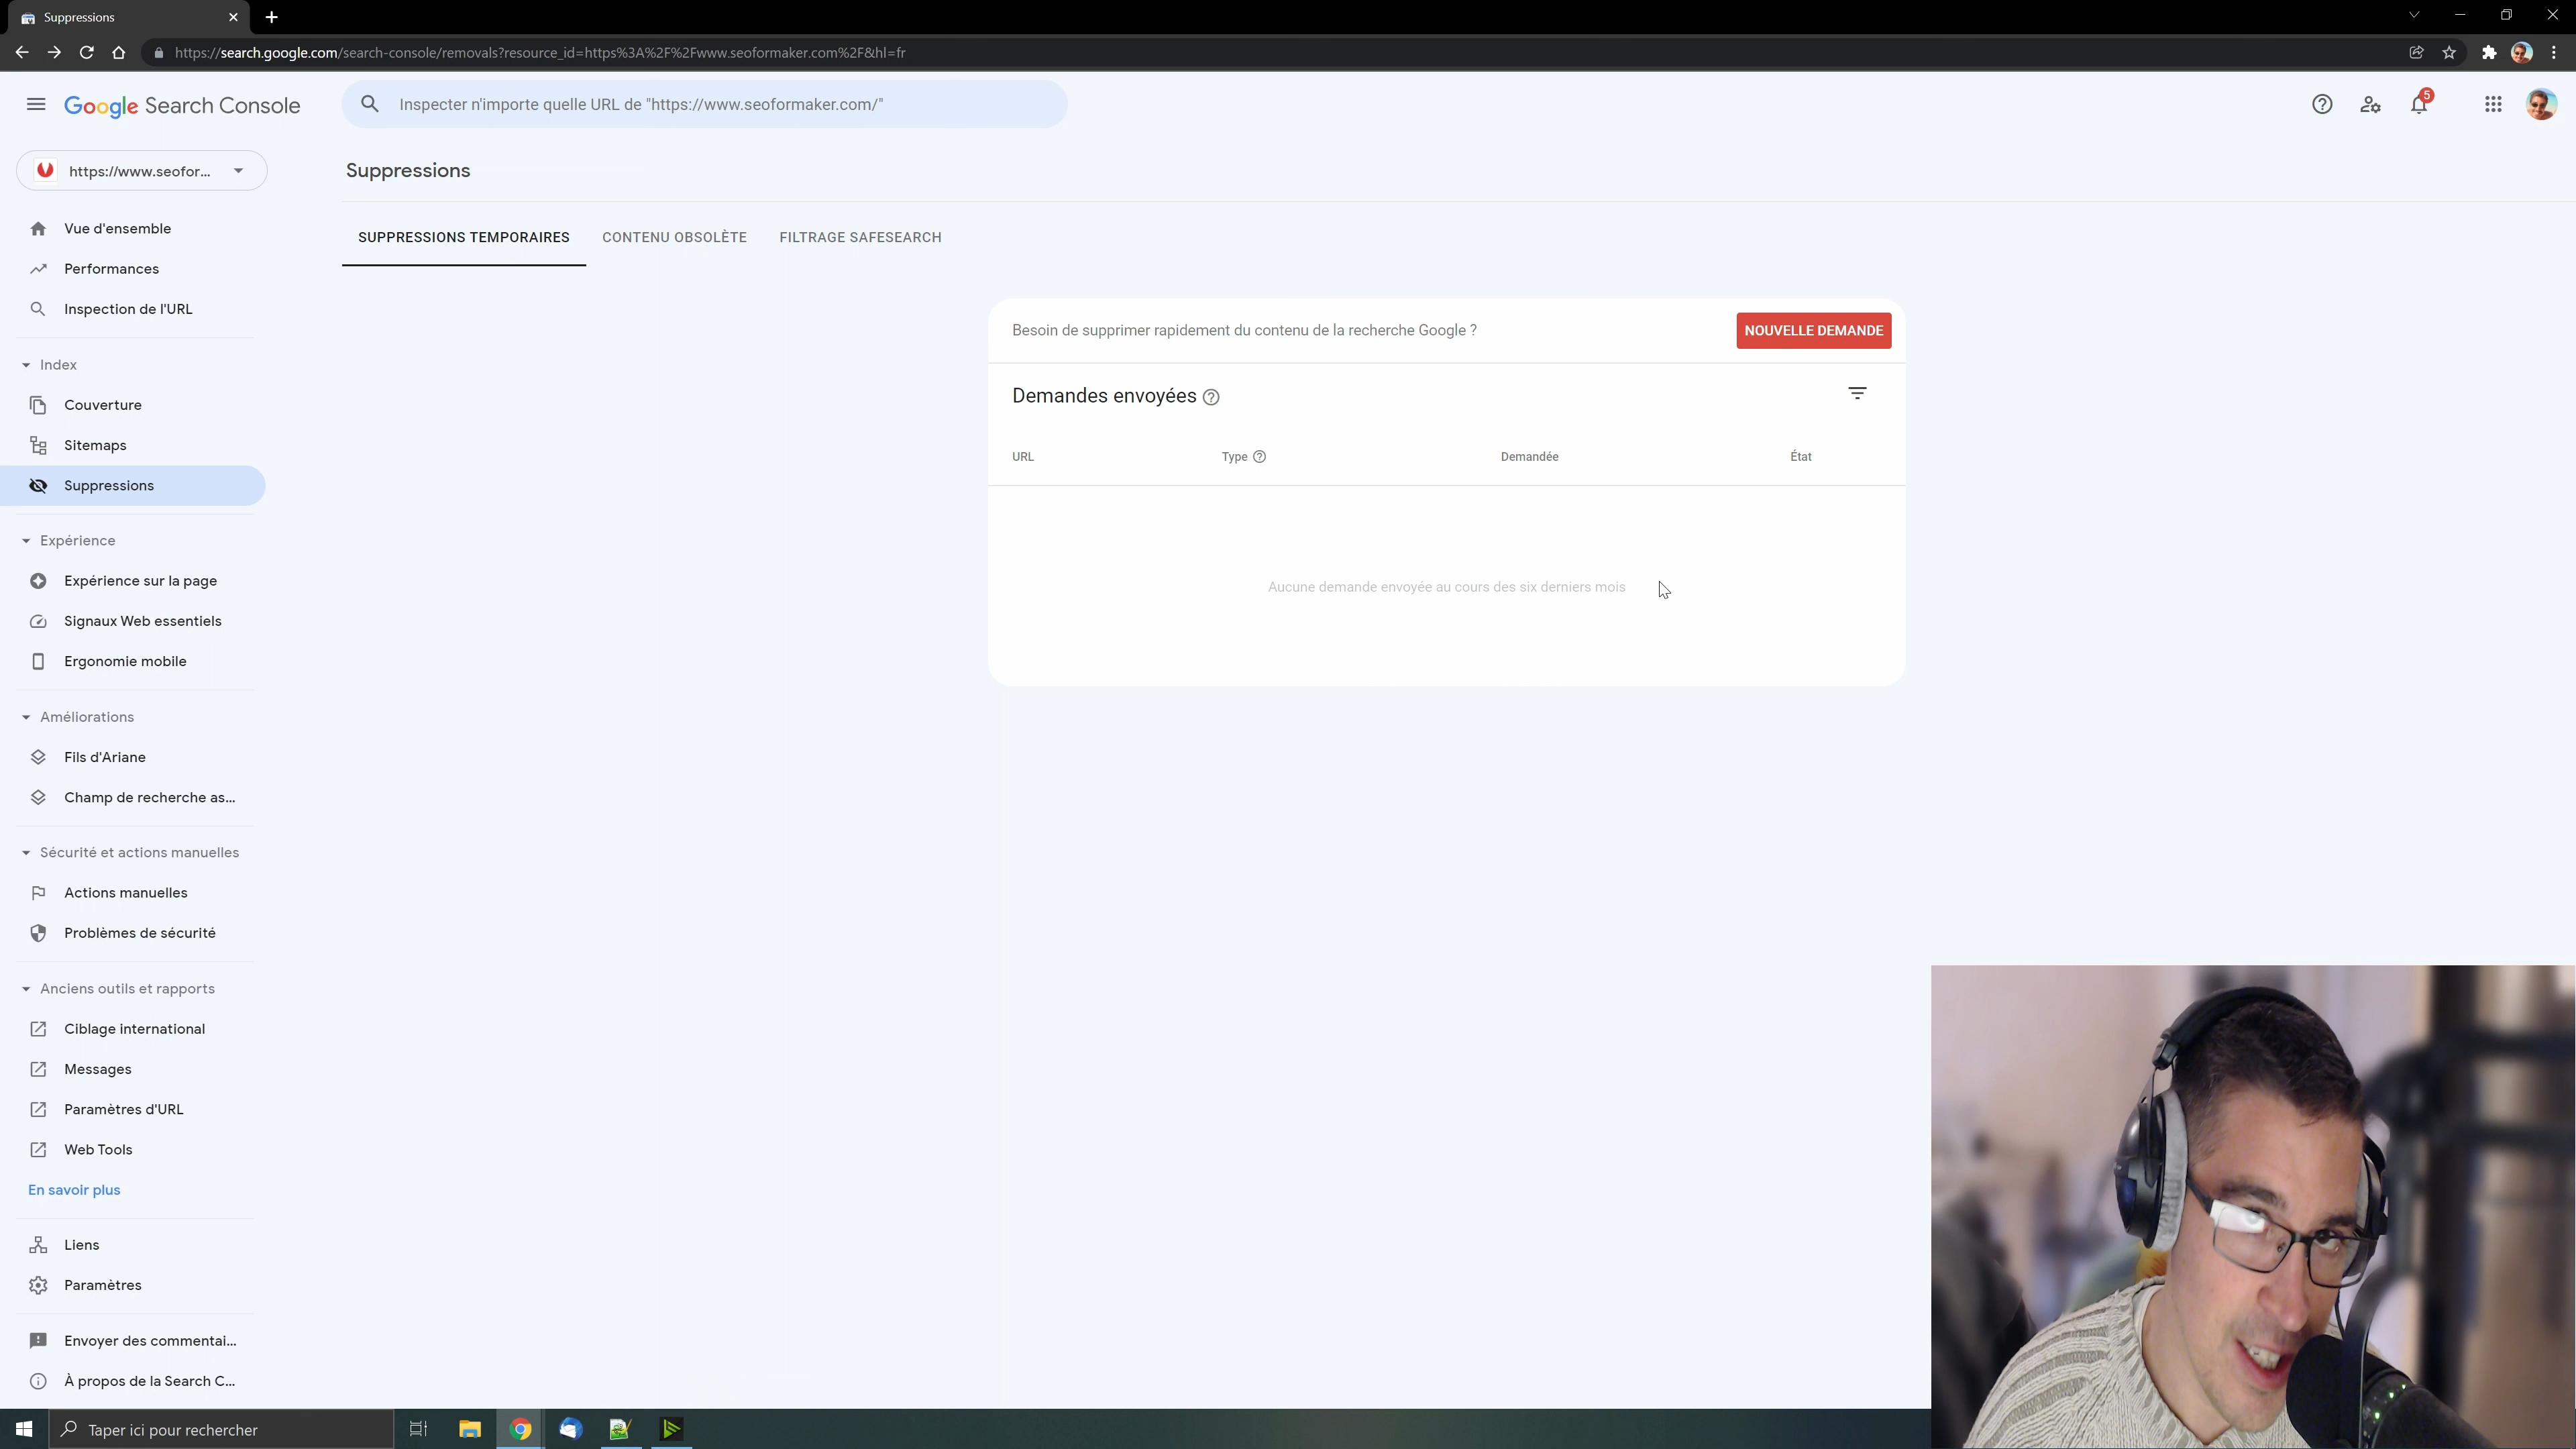 Suppressions
https://search.google.com/search-console/removals?resource_id=https%3A%2F%2Fwww.seoformaker.com%2F&hl=fr
Google Search Console
Inspecter n'importe quelle URL de "https://www.seoformaker.com/"
5
https://www.seofor...
Suppressions
Vue d'ensemble
Performances
Inspection de l'URL
Index
Couverture
Sitemaps
Suppressions
Expérience
Expérience sur la page
Signaux Web essentiels
Ergonomie mobile
Améliorations
Fils d'Ariane
Champ de recherche as...
Sécurité et actions manuelles
Actions manuelles
Problèmes de sécurité
Anciens outils et rapports
Ciblage international
Messages
Paramètres d'URL
Web Tools
En savoir plus
Liens
Paramètres
Envoyer des commentai...
À propos de la Search C...
SUPPRESSIONS TEMPORAIRES CONTENU OBSOLÈTE FILTRAGE SAFESEARCH
Besoin de supprimer rapidement du contenu de la recherche Google ? NOUVELLE DEMANDE
Demandes envoyées
URL Type Demandée État
Aucune demande envoyée au cours des six derniers mois
Taper ici pour rechercher